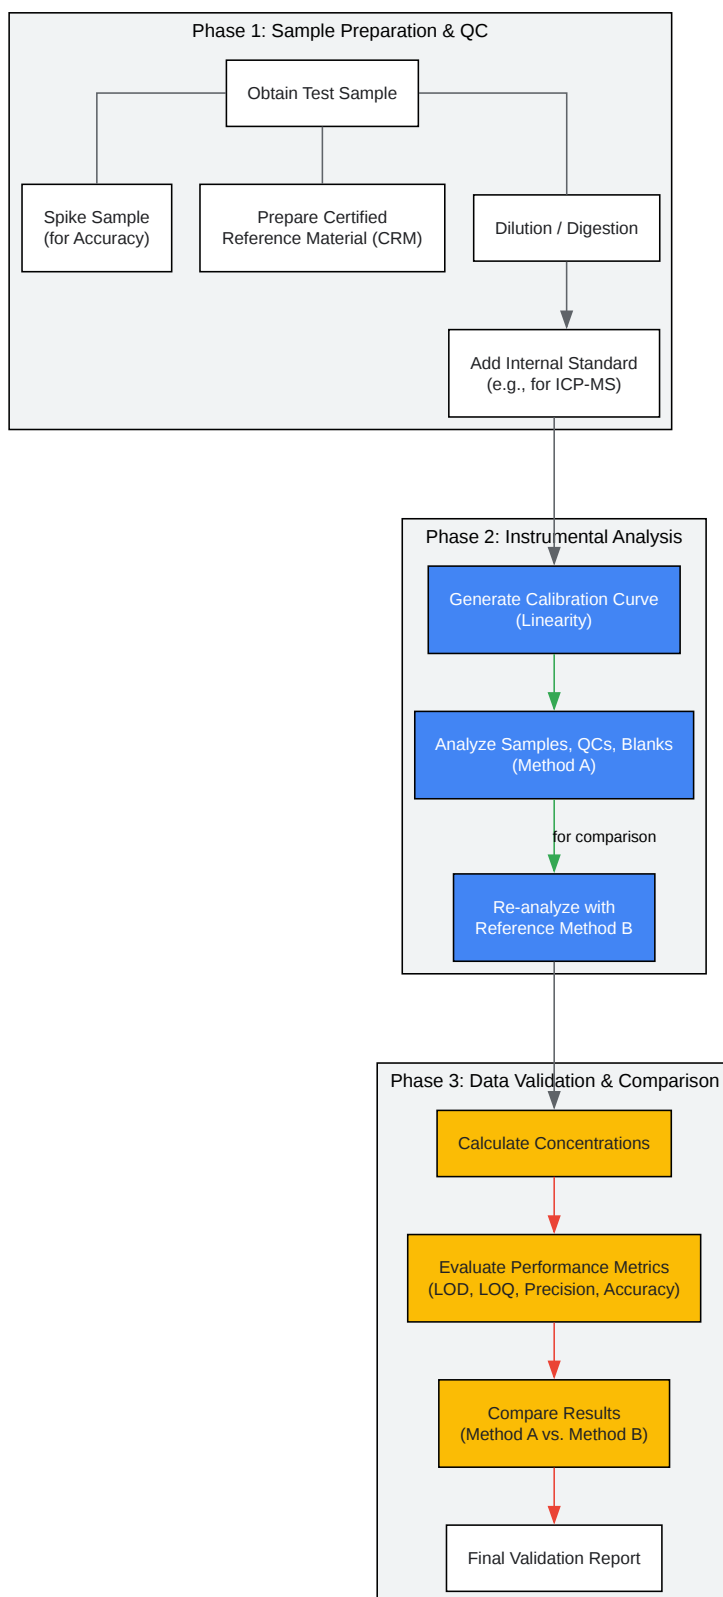 Phase 1: Sample Preparation & QC
Obtain Test Sample
Spike Sample
(for Accuracy)
Prepare Certified
Reference Material (CRM)
Dilution / Digestion
Add Internal Standard
(e.g., for ICP-MS)
Phase 2: Instrumental Analysis
Generate Calibration Curve
(Linearity)
Analyze Samples, QCs, Blanks
(Method A)
for comparison
Re-analyze with
Reference Method B
Phase 3: Data Validation & Comparison
Calculate Concentrations
Evaluate Performance Metrics
(LOD, LOQ, Precision, Accuracy)
Compare Results
(Method A vs. Method B)
Final Validation Report